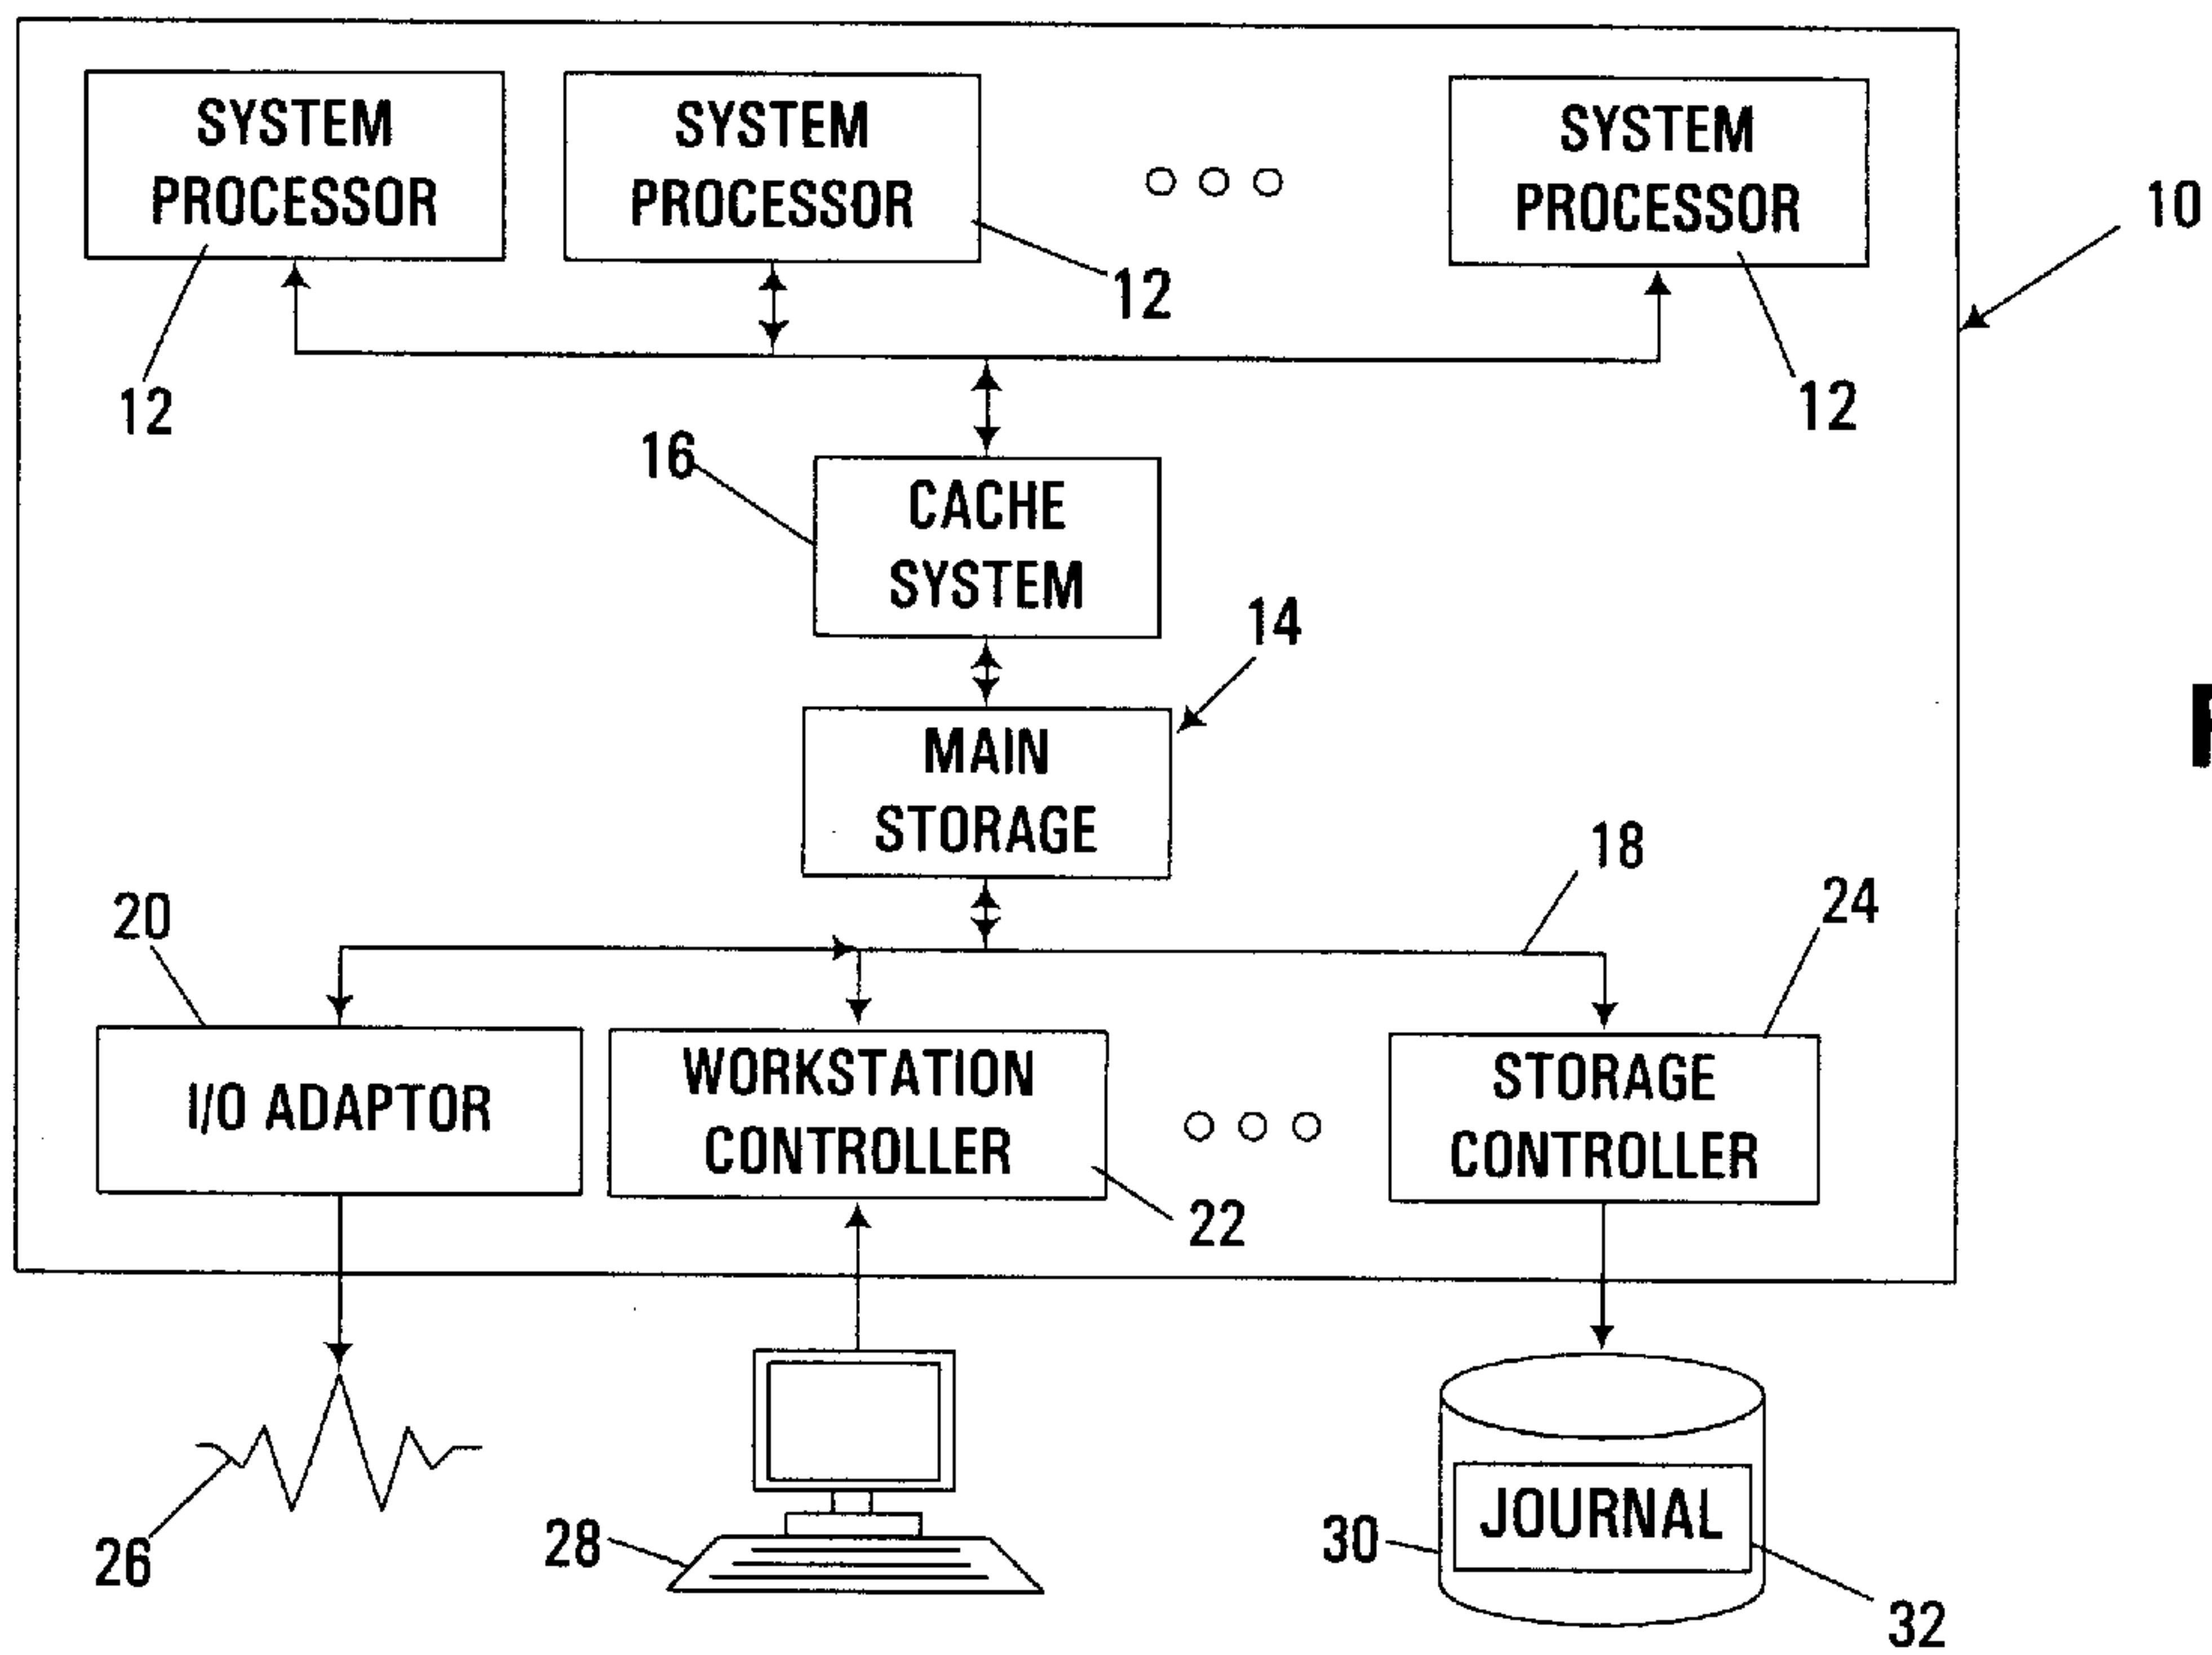 SYSTEM
PROCESSOR
SYSTEM
PROCESSOR
SYSTEM
PROCESSOR
10
12
12
12
16
CACHE
SYSTEM
14
MAIN
STORAGE
18
20
24
I/O ADAPTOR
WORKSTATION
CONTROLLER
STORAGE
CONTROLLER
22
26
28
30
JOURNAL
32